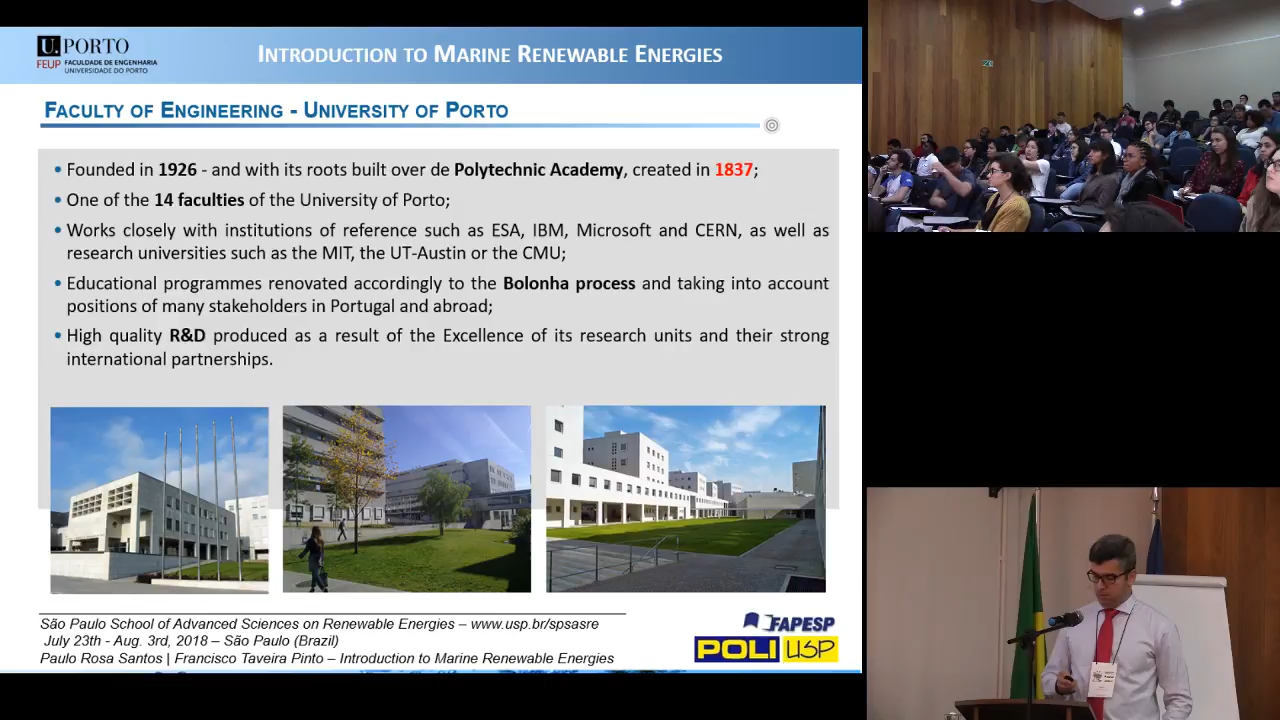 U.PORTO
FEUP FACULDADE DE ENGENHARIA
UNIVERSIDADE DO PORTO
INTRODUCTION TO MARINE RENEWABLE ENERGIES
FACULTY OF ENGINEERING - UNIVERSITY OF PORTO
• Founded in 1926 - and with its roots built over de Polytechnic Academy, created in 1837;
• One of the 14 faculties of the University of Porto;
• Works closely with institutions of reference such as ESA, IBM, Microsoft and CERN, as well as
research universities such as the MIT, the UT-Austin or the CMU;
• Educational programmes renovated accordingly to the Bolonha process and taking into account
positions of many stakeholders in Portugal and abroad;
• High quality R&D produced as a result of the Excellence of its research units and their strong
international partnerships.
São Paulo School of Advanced Sciences on Renewable Energies – www.usp.br/spsasre
July 23th - Aug. 3rd, 2018 – São Paulo (Brazil)
Paulo Rosa Santos | Francisco Taveira Pinto – Introduction to Marine Renewable Energies
FAPESP
POLI USP